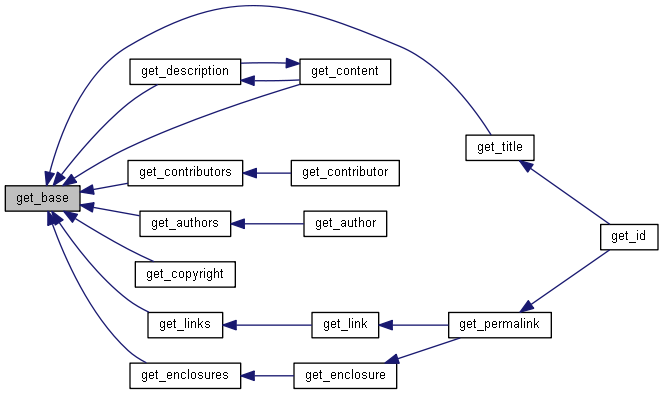 get_description
get_content
get_title
get_contributors
get_contributor
get_base
get_authors
get_author
get_id
get_copyright
get_links
get_link
get_permalink
get_enclosures
get_enclosure